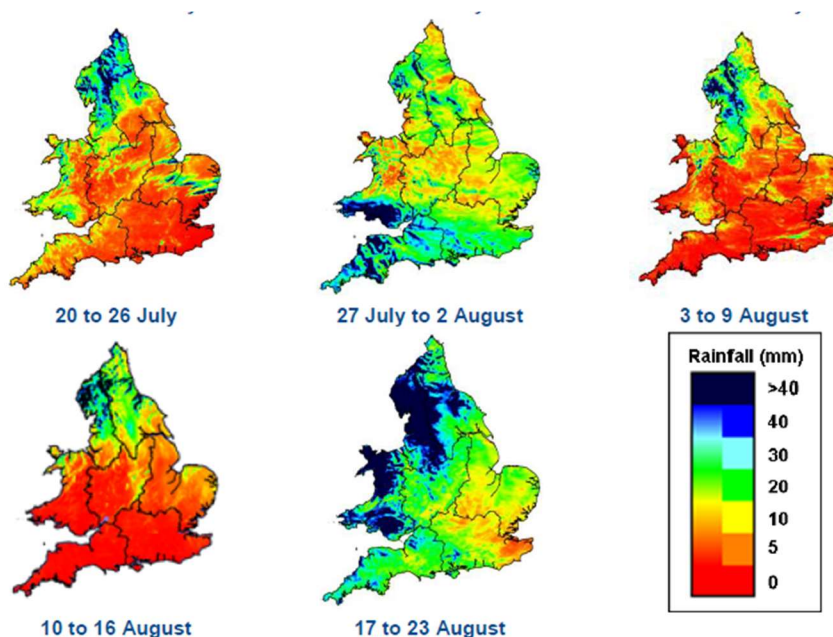 20 to 26 July
27 July to 2 August
3 to 9 August
Rainfall (mm)
>40
40
30
20
10
5
0
10 to 16 August
17 to 23 August